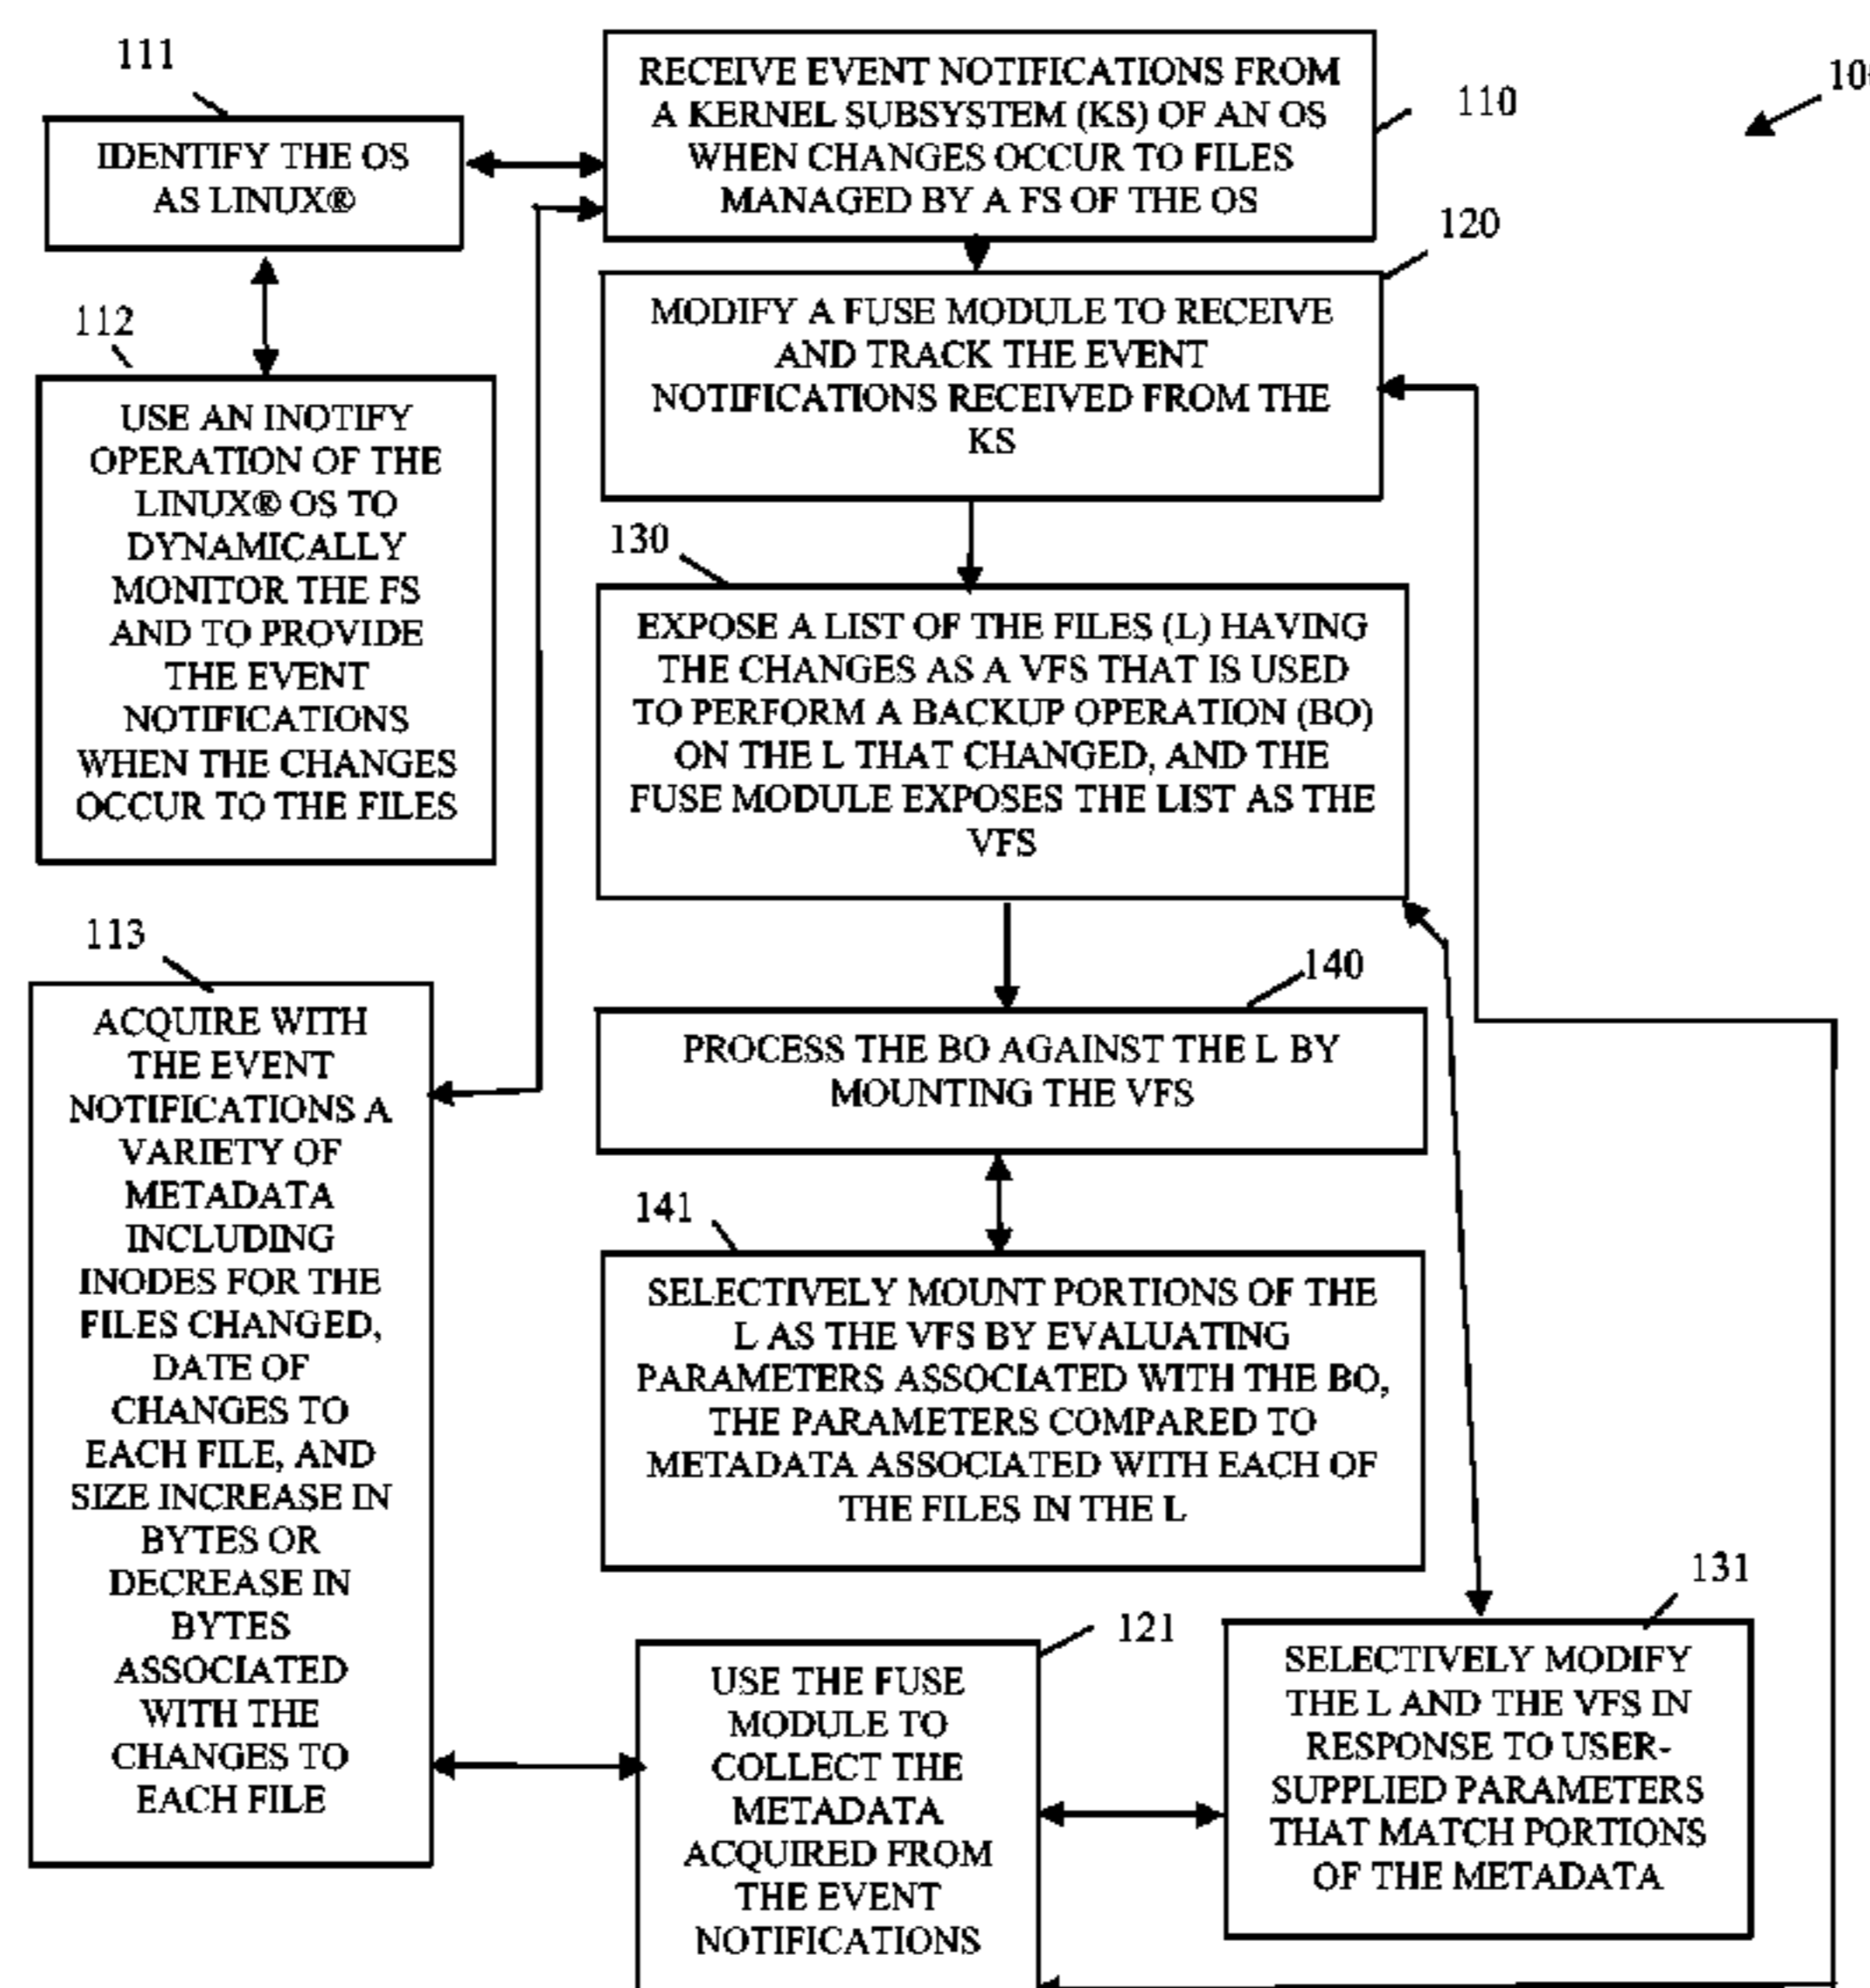 111
IDENTIFY THE OS
AS LINUX®
RECEIVE EVENT NOTIFICATIONS FROM
A KERNEL SUBSYSTEM (KS) OF AN OS
WHEN CHANGES OCCUR TO FILES
MANAGED BY A FS OF THE OS
110
120
MODIFY A FUSE MODULE TO RECEIVE
AND TRACK THE EVENT
NOTIFICATIONS RECEIVED FROM THE
KS
112
USE AN INOTIFY
OPERATION OF THE
LINUX® OS TO
DYNAMICALLY
MONITOR THE FS
AND TO PROVIDE
THE EVENT
NOTIFICATIONS
WHEN THE CHANGES
OCCUR TO THE FILES
130
EXPOSE A LIST OF THE FILES (L) HAVING
THE CHANGES AS A VFS THAT IS USED
TO PERFORM A BACKUP OPERATION (BO)
ON THE L THAT CHANGED, AND THE
FUSE MODULE EXPOSES THE LIST AS THE
VFS
113
ACQUIRE WITH
THE EVENT
NOTIFICATIONS A
VARIETY OF
METADATA
INCLUDING
INODES FOR THE
FILES CHANGED,
DATE OF
CHANGES TO
EACH FILE, AND
SIZE INCREASE IN
BYTES OR
DECREASE IN
BYTES
ASSOCIATED
WITH THE
CHANGES TO
EACH FILE
140
PROCESS THE BO AGAINST THE L BY
MOUNTING THE VFS
141
SELECTIVELY MOUNT PORTIONS OF THE
L AS THE VFS BY EVALUATING
PARAMETERS ASSOCIATED WITH THE BO,
THE PARAMETERS COMPARED TO
METADATA ASSOCIATED WITH EACH OF
THE FILES IN THE L
121
USE THE FUSE
MODULE TO
COLLECT THE
METADATA
ACQUIRED FROM
THE EVENT
NOTIFICATIONS
131
SELECTIVELY MODIFY
THE L AND THE VFS IN
RESPONSE TO USER-
SUPPLIED PARAMETERS
THAT MATCH PORTIONS
OF THE METADATA